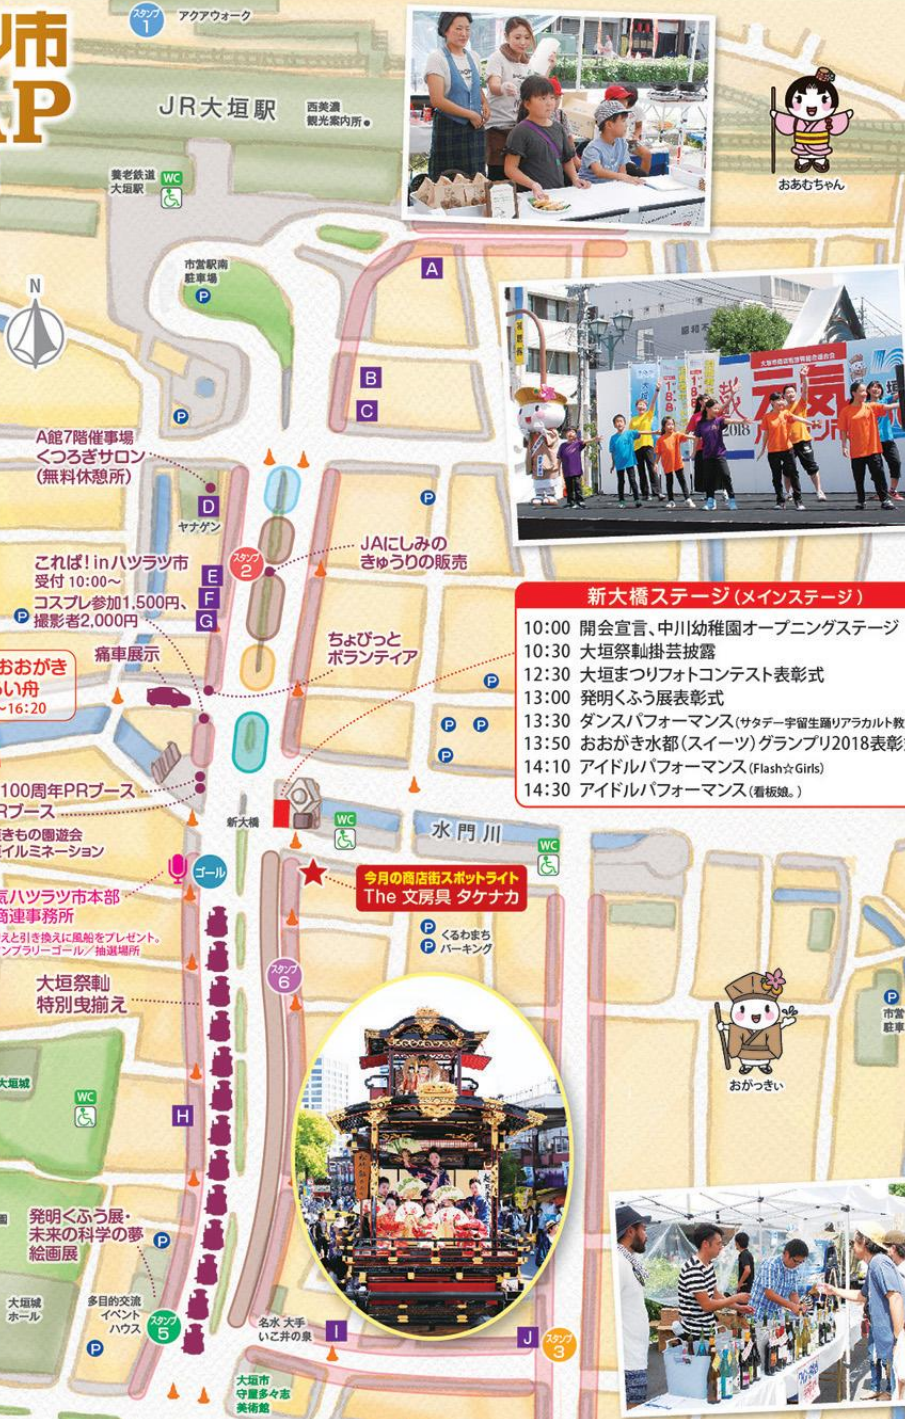 ツ市
AP
スタンプ
1
アクアウォーク
JR大垣駅
西美濃
観光案内所
おあむちゃん
養老鉄道
大垣駅
WC
市営駅南
駐車場
P
N
A
B
C
P
元気
2018
A館7階催事場
くつろぎサロン
(無料休憩所)
D
ヤナゲン
P
これば!inハツラツ市
受付 10:00〜
コスプレ参加1,500円、
撮影者2,000円
P
E
F
G
スタンプ
2
JAにしみの
きゅうりの販売
痛車展示
ちょびっと
ボランティア
おおがき
い舟
〜16:20
P
P P
P
新大橋ステージ(メインステージ)
10:00 開会宣言、中川幼稚園オープニングステージ
10:30 大垣祭軕掛芸披露
12:30 大垣まつりフォトコンテスト表彰式
13:00 発明くふう展表彰式
13:30 ダンスパフォーマンス(サタデー宇留生踊りアラカルト教
13:50 おおがき水都(スイーツ)グランプリ2018表彰
14:10 アイドルパフォーマンス(Flash☆Girls)
14:30 アイドルパフォーマンス(看板娘。)
100周年PRブース
Rブース
きもの園遊会
イルミネーション
新大橋
WC
水門川
WC
ゴール
気ハツラツ市本部
商連事務所
えと引き換えに風船をプレゼント。
ンプラリーゴール/抽選場所
今月の商店街スポットライト
The 文房具 タケナカ
P くるわまち
P パーキング
スタンプ
6
大垣祭軕
特別曳揃え
大垣城
WC
H
おがっきぃ
P
市営
駐車
発明くふう展・
未来の科学の夢
絵画展
P
大垣城
ホール
多目的交流
イベント
ハウス
P
スタンプ
5
名水 大手
いこ井の泉
I
J
スタンプ
3
大垣市
守屋多々志
美術館